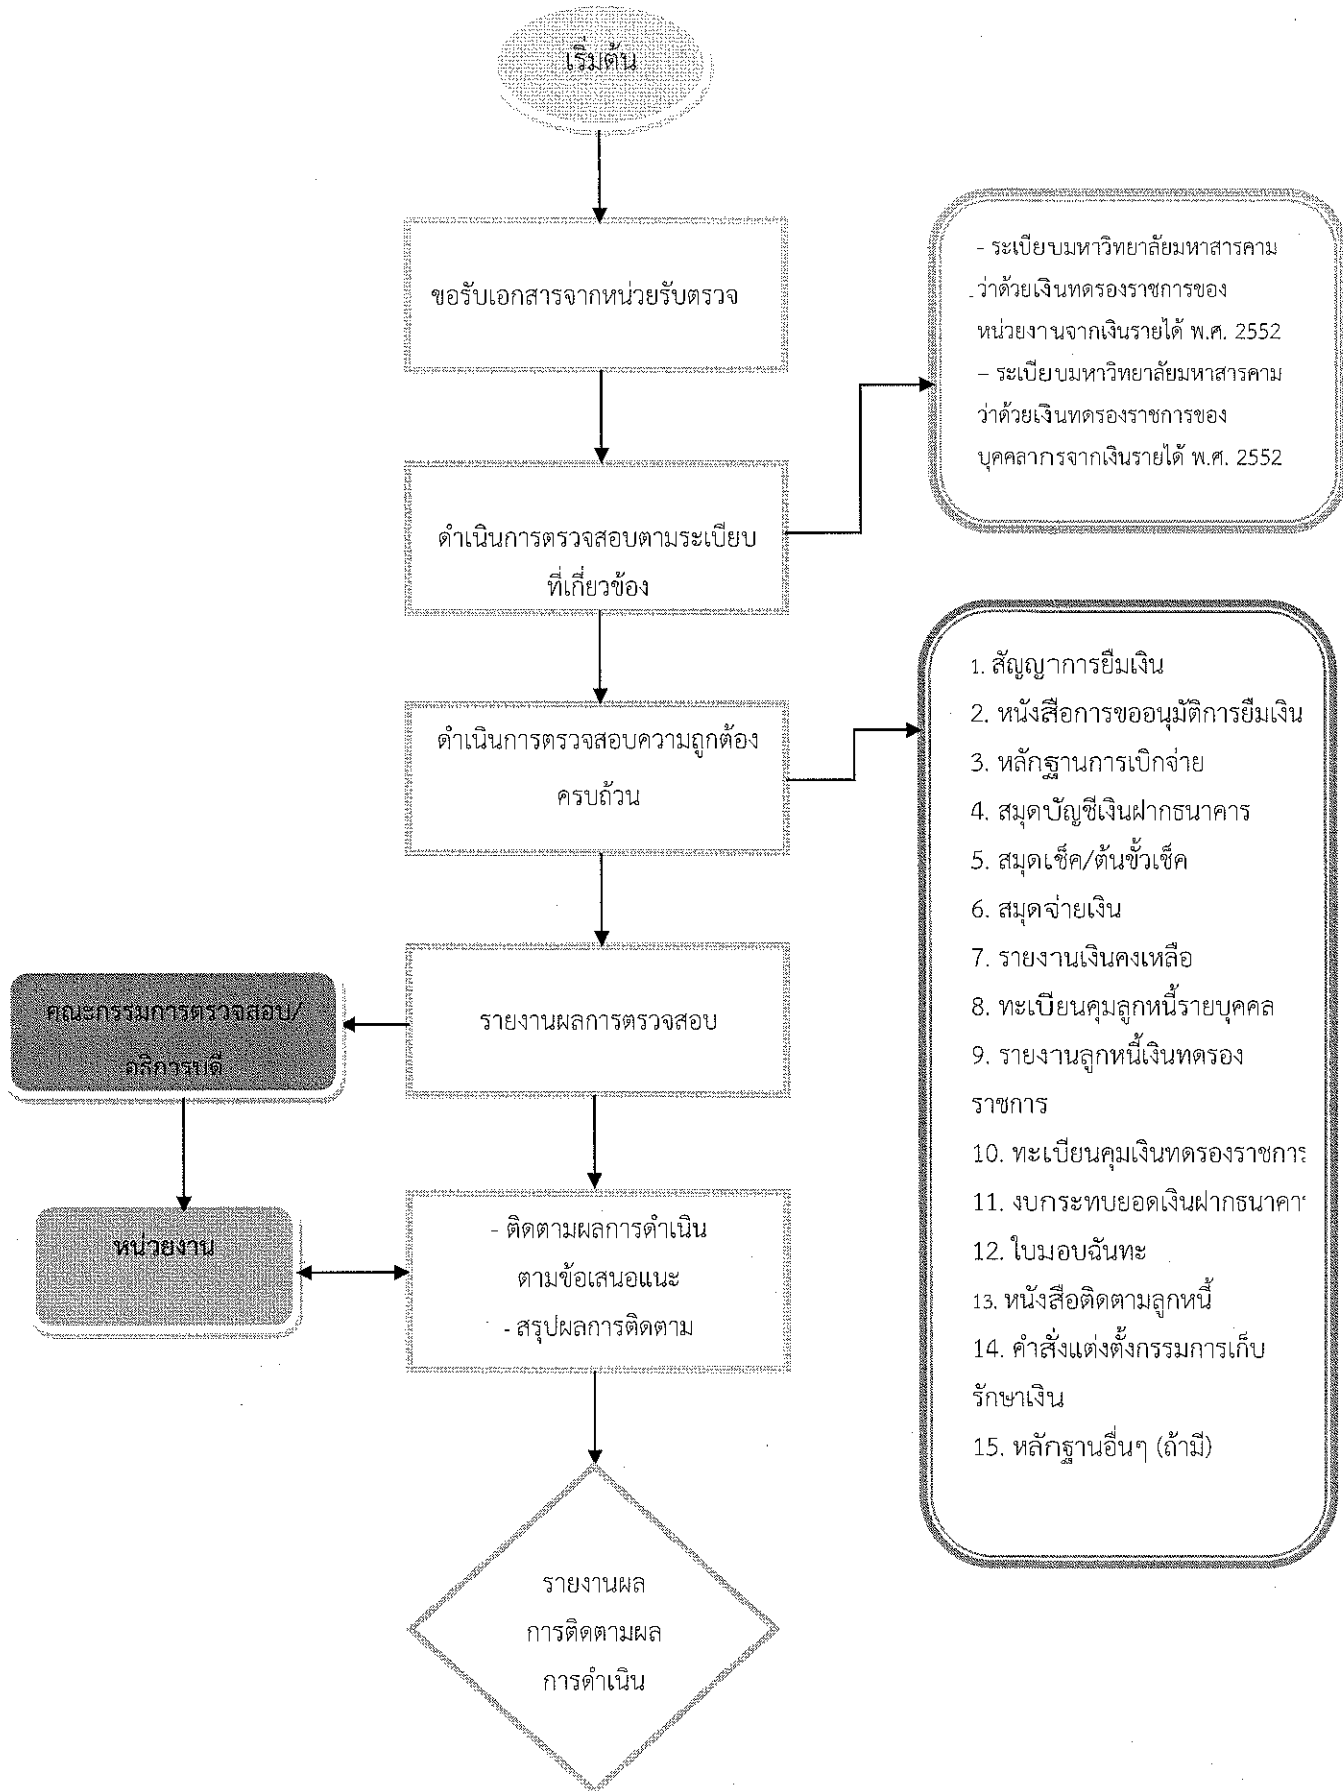 เริ่มต้น
ขอรับเอกสารจากหน่วยรับตรวจ
- ระเบียบมหาวิทยาลัยมหาสารคาม
ว่าด้วยเงินทดรองราชการของ
หน่วยงานจากเงินรายได้ พ.ศ. 2552
– ระเบียบมหาวิทยาลัยมหาสารคาม
ว่าด้วยเงินทดรองราชการของ
บุคคลากรจากเงินรายได้ พ.ศ. 2552
ดำเนินการตรวจสอบตามระเบียบ
ที่เกี่ยวข้อง
ดำเนินการตรวจสอบความถูกต้อง
ครบถ้วน
1. สัญญาการยืมเงิน
2. หนังสือการขออนุมัติการยืมเงิน
3. หลักฐานการเบิกจ่าย
4. สมุดบัญชีเงินฝากธนาคาร
5. สมุดเช็ค/ต้นขั้วเช็ค
6. สมุดจ่ายเงิน
7. รายงานเงินคงเหลือ
8. ทะเบียนคุมลูกหนี้รายบุคคล
9. รายงานลูกหนี้เงินทดรอง
ราชการ
10. ทะเบียนคุมเงินทดรองราชการ
11. งบกระทบยอดเงินฝากธนาคาร
12. ใบมอบฉันทะ
13. หนังสือติดตามลูกหนี้
14. คำสั่งแต่งตั้งกรรมการเก็บ
รักษาเงิน
15. หลักฐานอื่นๆ (ถ้ามี)
รายงานผลการตรวจสอบ
คณะกรรมการตรวจสอบ/
อธิการบดี
หน่วยงาน
- ติดตามผลการดำเนิน
ตามข้อเสนอแนะ
- สรุปผลการติดตาม
รายงานผล
การติดตามผล
การดำเนิน